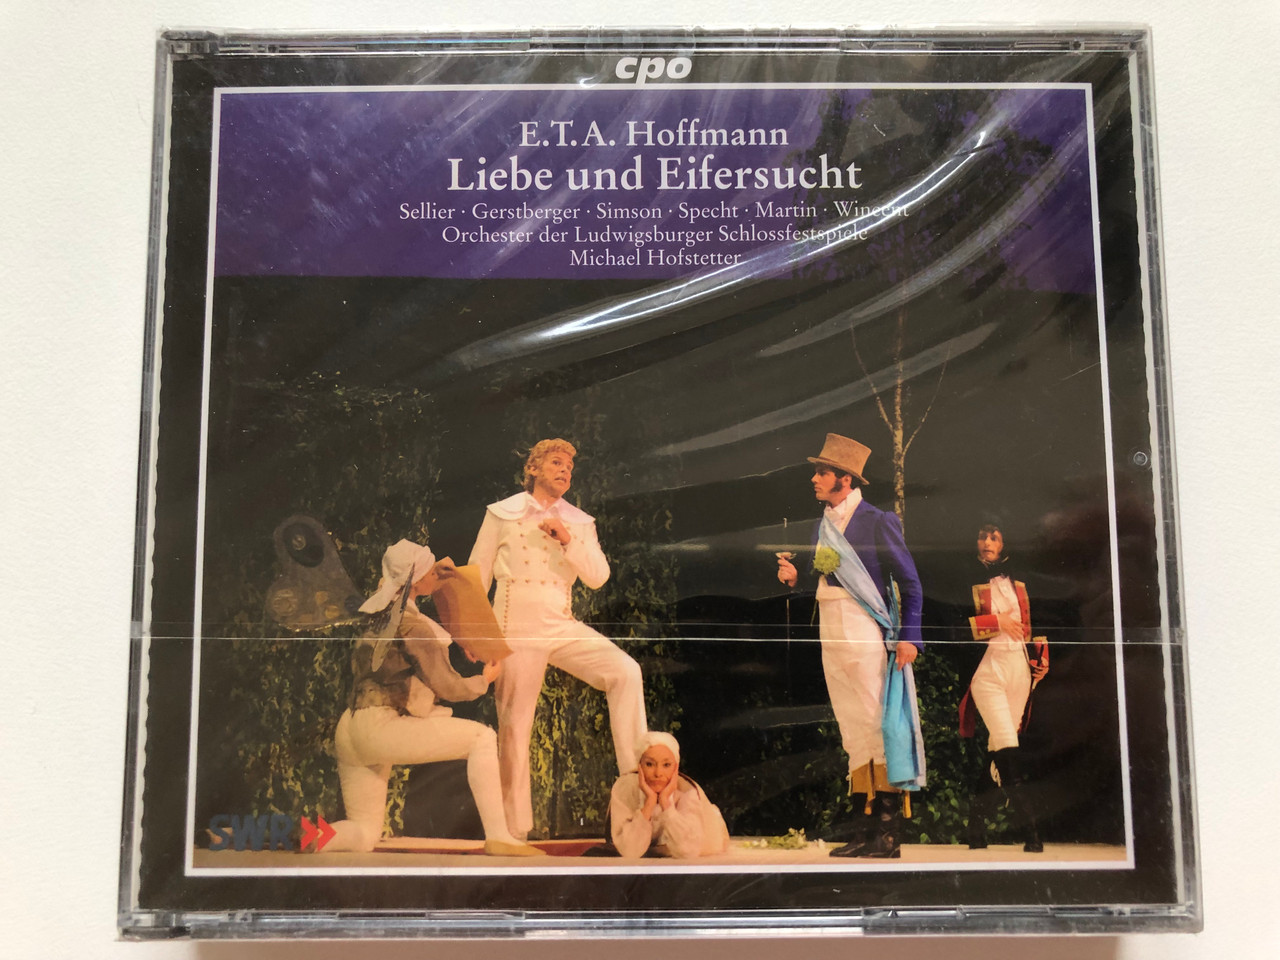 cpo
E.T.A. Hoffmann
Liebe und Eifersucht
Sellier · Gerstberger · Simson · Specht · Martin · Wincent
Orchester der Ludwigsburger Schlossfestspiele
Michael Hofstetter
SWR